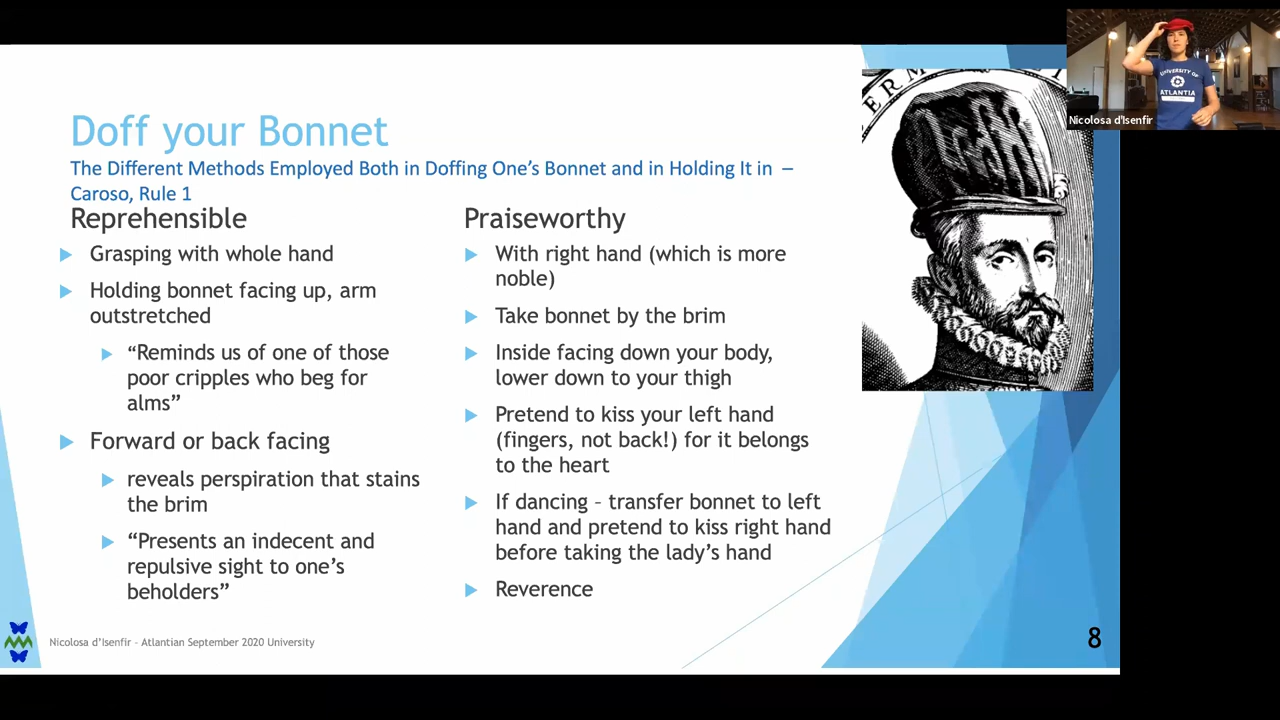 Doff your Bonnet
The Different Methods Employed Both in Doffing One's Bonnet and in Holding It in –
Caroso, Rule 1
Reprehensible
Grasping with whole hand
Holding bonnet facing up, arm
outstretched
“Reminds us of one of those
poor cripples who beg for
alms”
Forward or back facing
reveals perspiration that stains
the brim
“Presents an indecent and
repulsive sight to one’s
beholders”
Praiseworthy
With right hand (which is more
noble)
Take bonnet by the brim
Inside facing down your body,
lower down to your thigh
Pretend to kiss your left hand
(fingers, not back!) for it belongs
to the heart
If dancing – transfer bonnet to left
hand and pretend to kiss right hand
before taking the lady’s hand
Reverence
ERM
UNIVERSITY OF
ATLANTIA
Nicolosa d'Isenfir
Nicolosa d’Isenfir - Atlantian September 2020 University
8